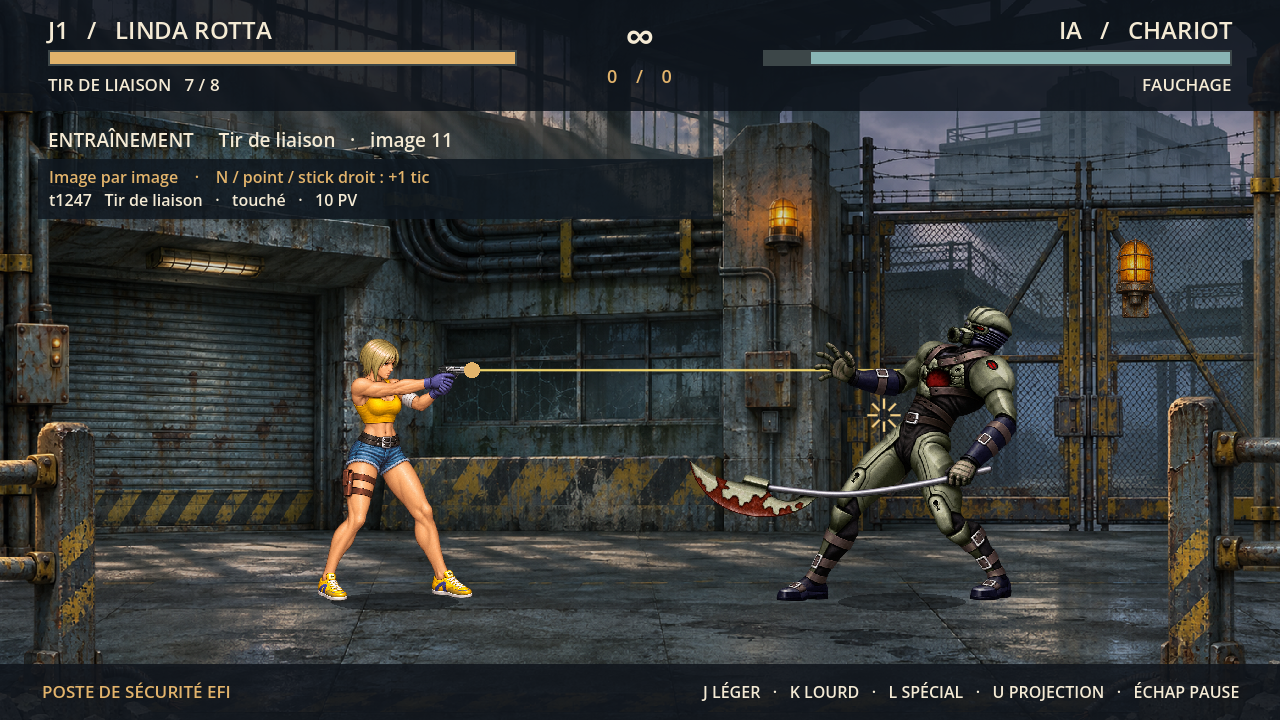 J1 / LINDA ROTTA
∞
IA / CHARIOT
0 / 0
TIR DE LIAISON 7 / 8
FAUCHAGE
ENTRAÎNEMENT Tir de liaison · image 11
Image par image · N / point / stick droit : +1 tic
t1247 Tir de liaison · touché · 10 PV
POSTE DE SÉCURITÉ EFI
J LÉGER · K LOURD · L SPÉCIAL · U PROJECTION · ÉCHAP PAUSE